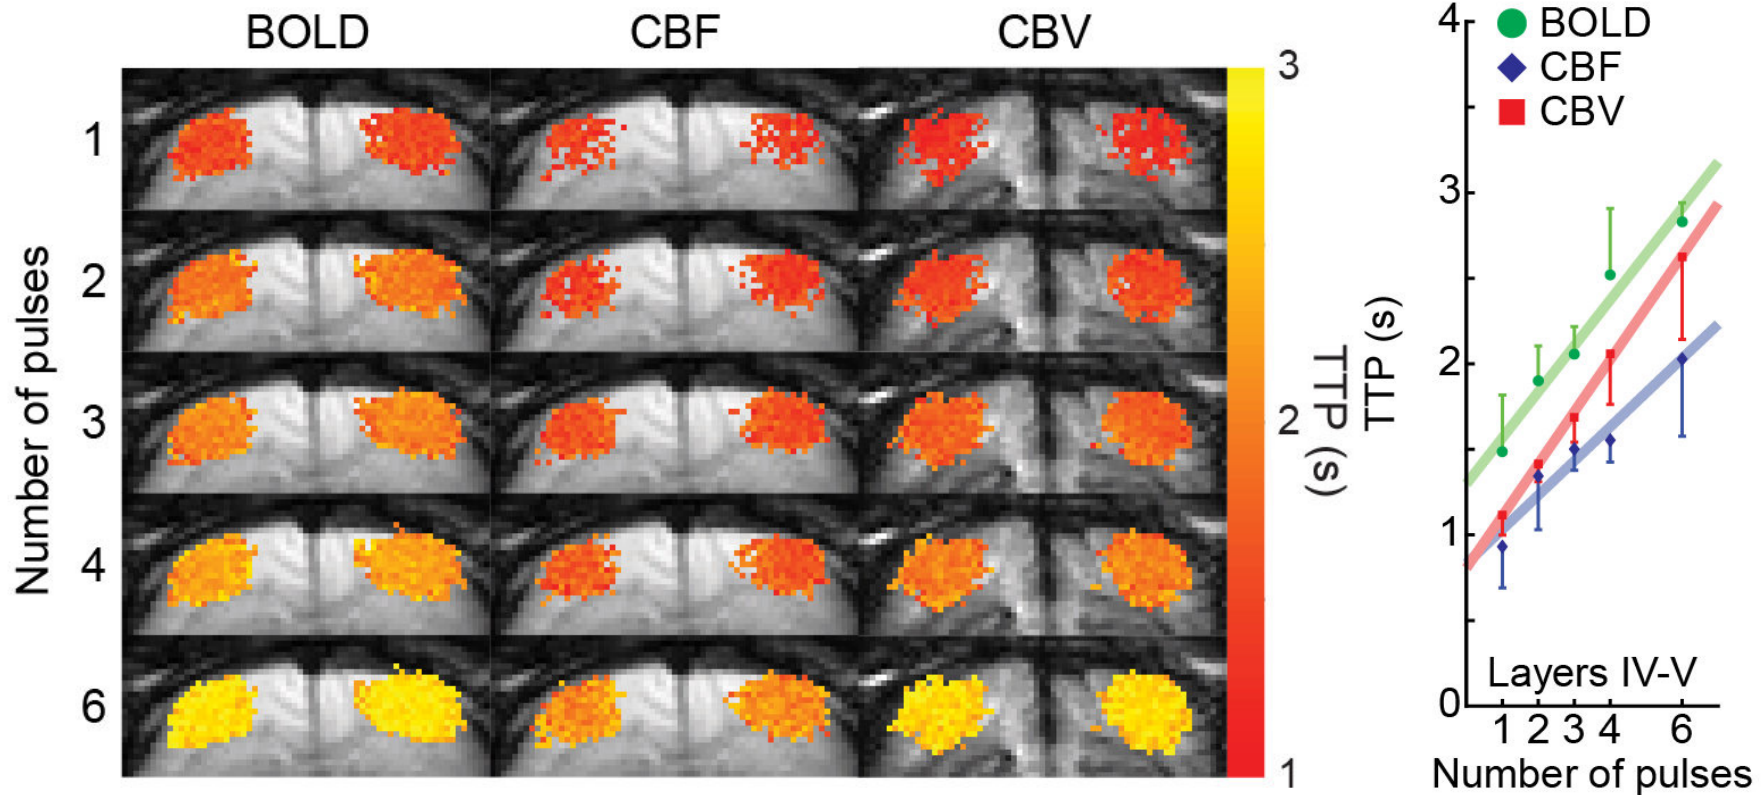 BOLD CBF CBV
Number of pulses
1
2
3
4
6
3
2
1
TTP (s)
BOLD
CBF
CBV
TTP (s)
4
3
2
1
0
Layers IV-V
1 2 3 4 6
Number of pulses